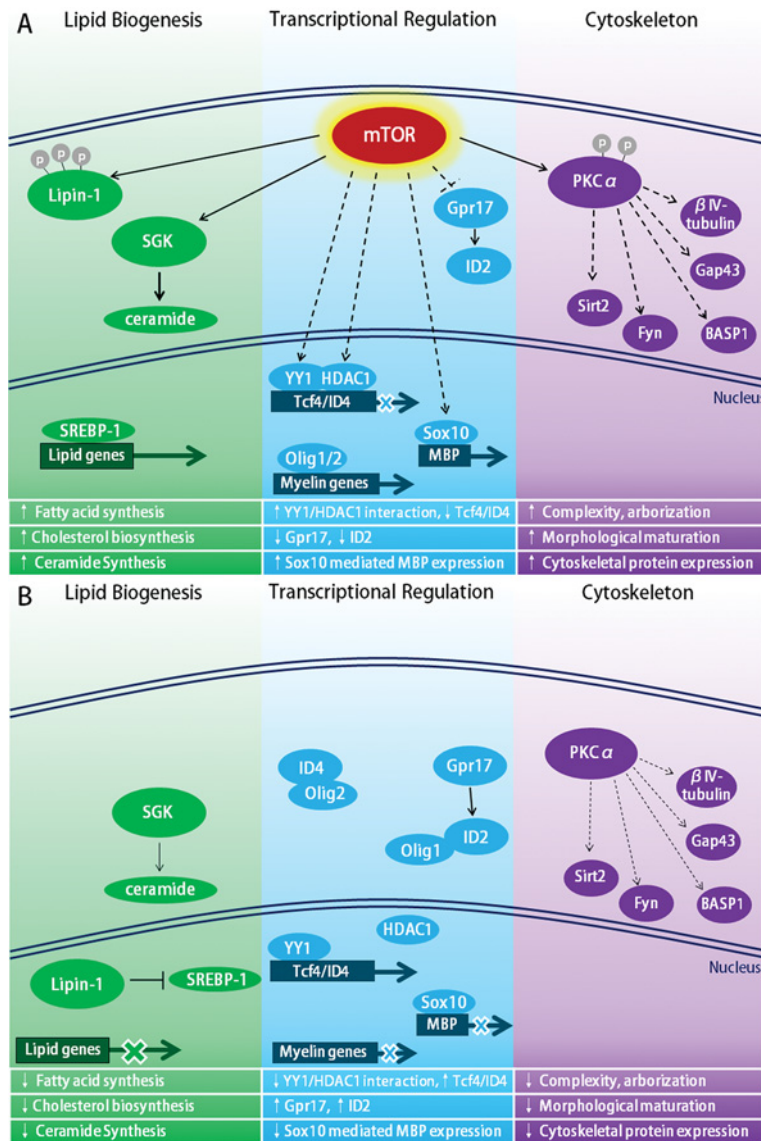 A
Lipid Biogenesis
Transcriptional Regulation
Cytoskeleton
mTOR
P
P
P
Lipin-1
P
P
PKCα
Gpr17
βIV-
tubulin
SGK
ID2
Gap43
Sirt2
ceramide
Fyn
BASP1
YY1
HDAC1
Nucleus
Tcf4/ID4
SREBP-1
Sox10
Lipid genes
MBP
Olig1/2
Myelin genes
↑ Fatty acid synthesis
↑ YY1/HDAC1 interaction, ↓ Tcf4/ID4
↑ Complexity, arborization
↑ Cholesterol biosynthesis
↓ Gpr17, ↓ ID2
↑ Morphological maturation
↑ Ceramide Synthesis
↑ Sox10 mediated MBP expression
↑ Cytoskeletal protein expression
B
Lipid Biogenesis
Transcriptional Regulation
Cytoskeleton
ID4
Olig2
Gpr17
PKCα
βIV-
tubulin
SGK
Olig1
ID2
Gap43
ceramide
Sirt2
Fyn
BASP1
HDAC1
YY1
Nucleus
Lipin-1
SREBP-1
Tcf4/ID4
Sox10
MBP
Lipid genes
Myelin genes
↓ Fatty acid synthesis
↓ YY1/HDAC1 interaction, ↑ Tcf4/ID4
↓ Complexity, arborization
↓ Cholesterol biosynthesis
↑ Gpr17, ↑ ID2
↓ Morphological maturation
↓ Ceramide Synthesis
↓ Sox10 mediated MBP expression
↓ Cytoskeletal protein expression